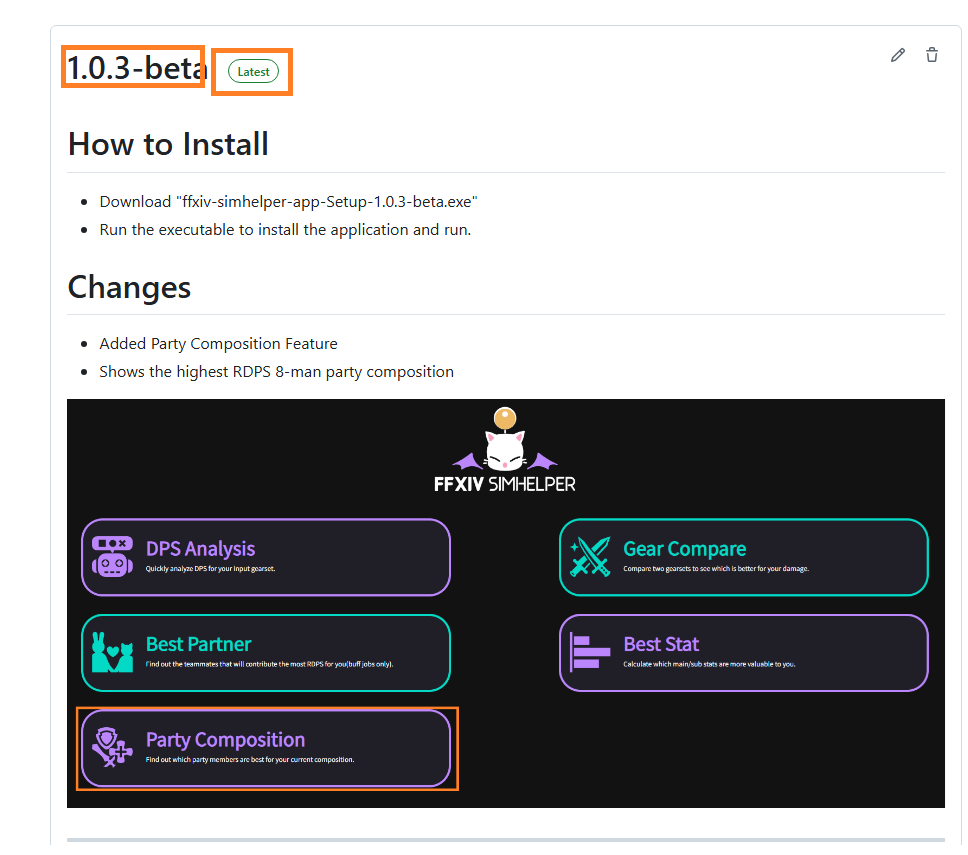 1.0.3-beta Latest
How to Install
Download "ffxiv-simhelper-app-Setup-1.0.3-beta.exe"
Run the executable to install the application and run.
Changes
Added Party Composition Feature
Shows the highest RDPS 8-man party composition
FFXIV SIMHELPER
DPS Analysis
Quickly analyze DPS for your input gearset.
Gear Compare
Compare two gearsets to see which is better for your damage.
Best Partner
Find out the teammates that will contribute the most RDPS for you(buff jobs only).
Best Stat
Calculate which main/sub stats are more valuable to you.
Party Composition
Find out which party members are best for your current composition.